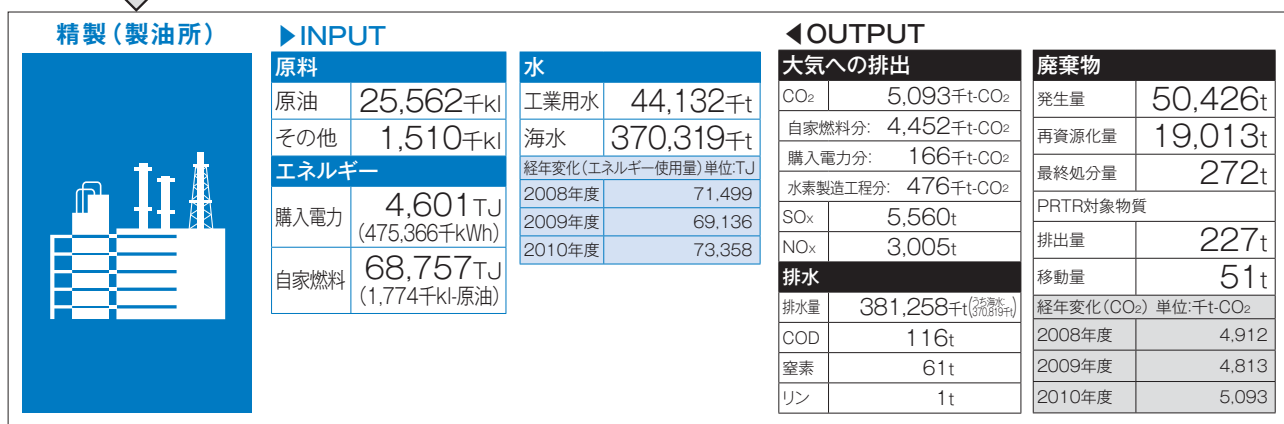 精製（製油所）
▶INPUT
原料
原油 25,562千kl
その他 1,510千kl
エネルギー
購入電力 4,601TJ
(475,366千kWh)
自家燃料 68,757TJ
(1,774千kl-原油)
水
工業用水 44,132千t
海水 370,319千t
経年変化（エネルギー使用量）単位:TJ
2008年度 71,499
2009年度 69,136
2010年度 73,358
◀OUTPUT
大気への排出
CO₂ 5,093千t-CO₂
自家燃料分: 4,452千t-CO₂
購入電力分: 166千t-CO₂
水素製造工程分: 476千t-CO₂
SOx 5,560t
NOx 3,005t
排水
排水量 381,258千t(うち海水 370,819千t)
COD 116t
窒素 61t
リン 1t
廃棄物
発生量 50,426t
再資源化量 19,013t
最終処分量 272t
PRTR対象物質
排出量 227t
移動量 51t
経年変化（CO₂）単位:千t-CO₂
2008年度 4,912
2009年度 4,813
2010年度 5,093